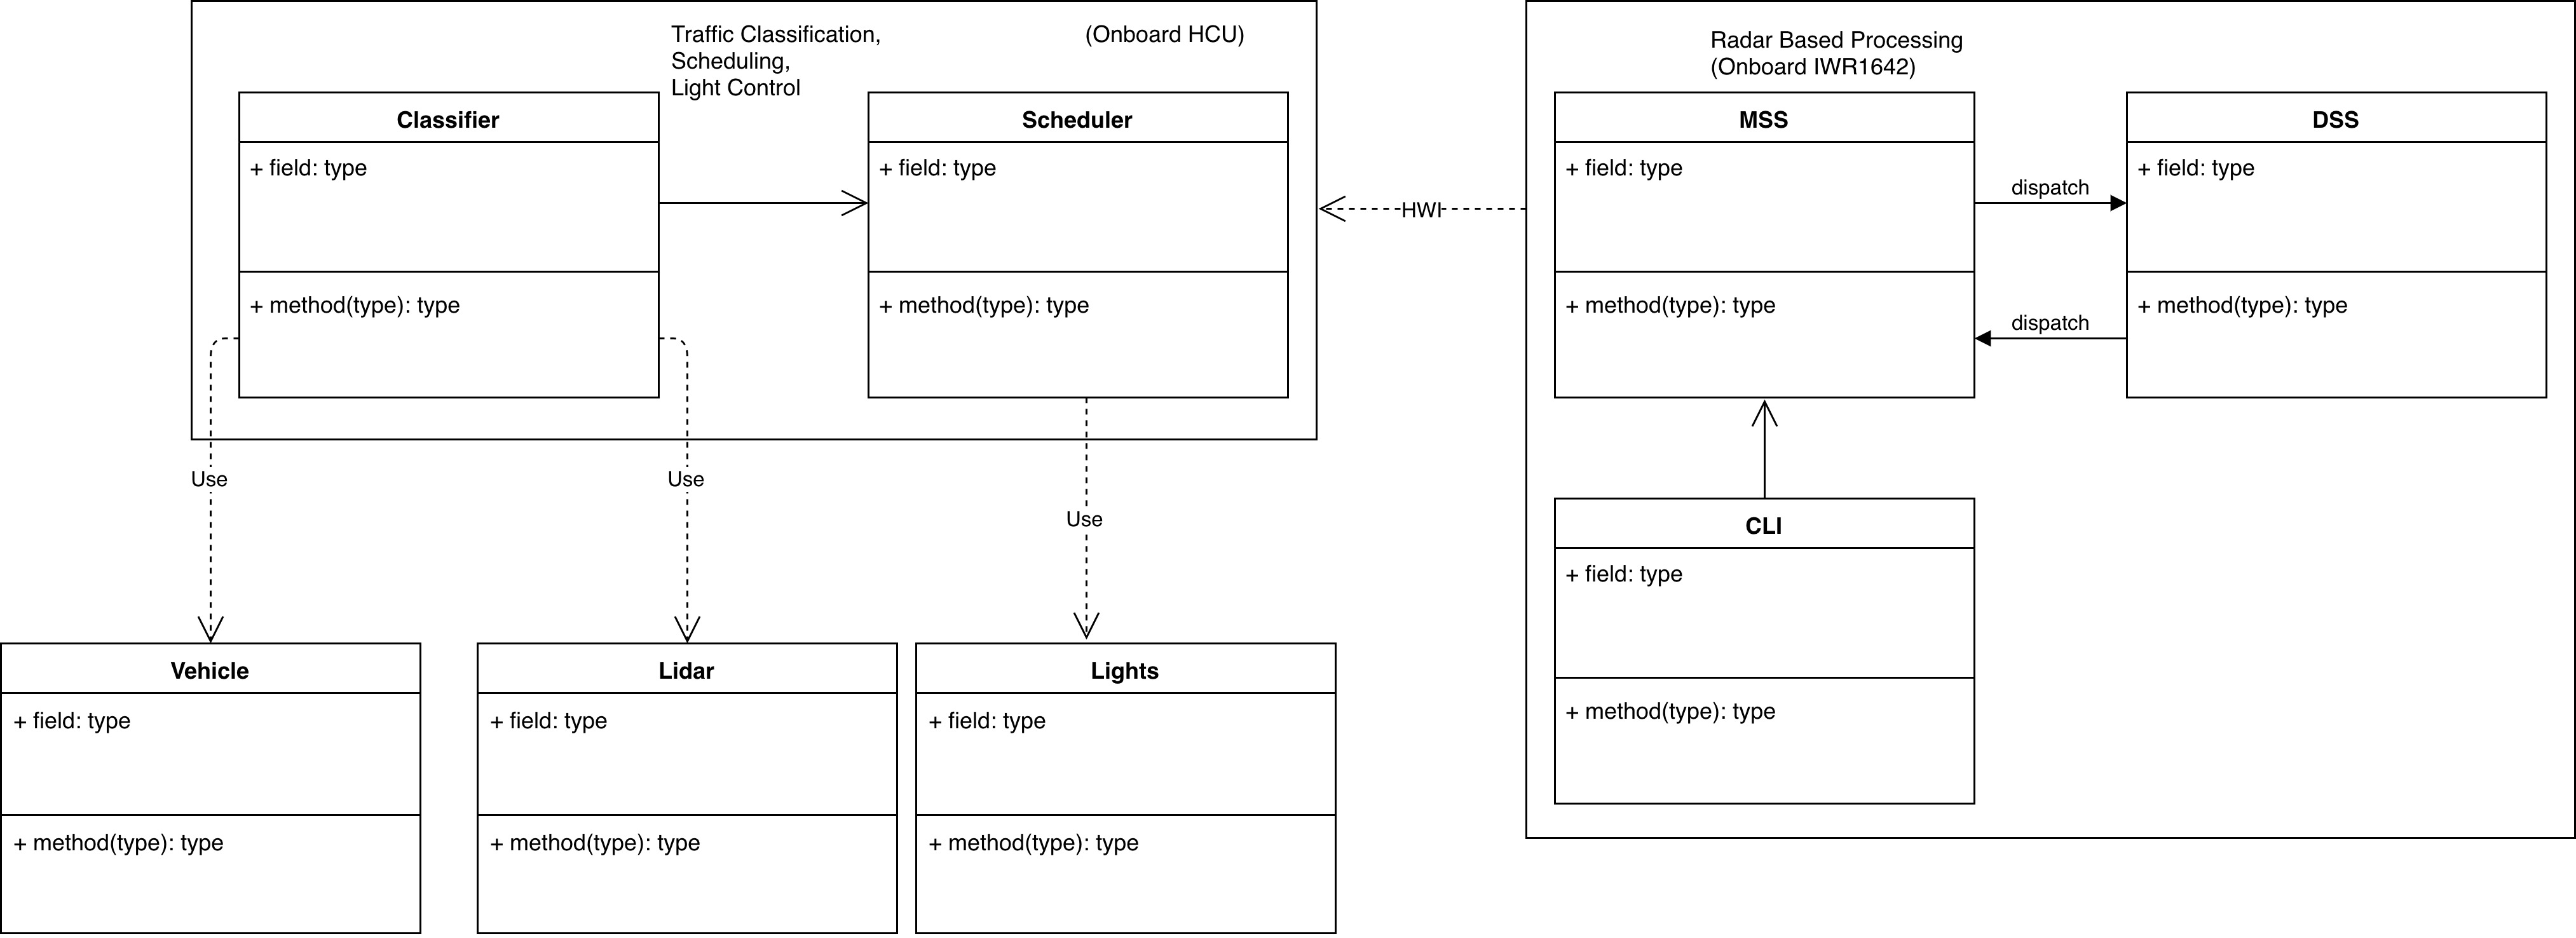 Traffic Classification,
Scheduling,
Light Control
(Onboard HCU)
Classifier
+ field: type
+ method(type): type
Scheduler
+ field: type
+ method(type): type
HWI
Radar Based Processing
(Onboard IWR1642)
MSS
+ field: type
+ method(type): type
dispatch
dispatch
DSS
+ field: type
+ method(type): type
CLI
+ field: type
+ method(type): type
Use
Use
Use
Vehicle
+ field: type
+ method(type): type
Lidar
+ field: type
+ method(type): type
Lights
+ field: type
+ method(type): type